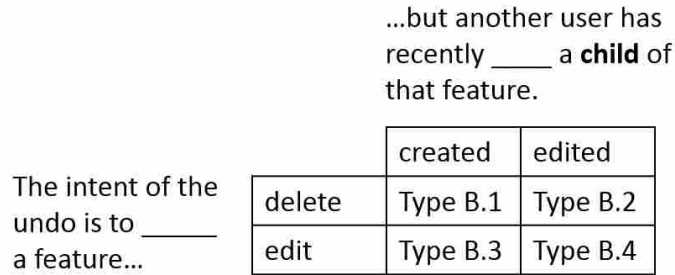 ...but another user has
recently _____ a child of
that feature.
created edited
The intent of the
undo is to ______
a feature...
delete Type B.1 Type B.2
edit Type B.3 Type B.4